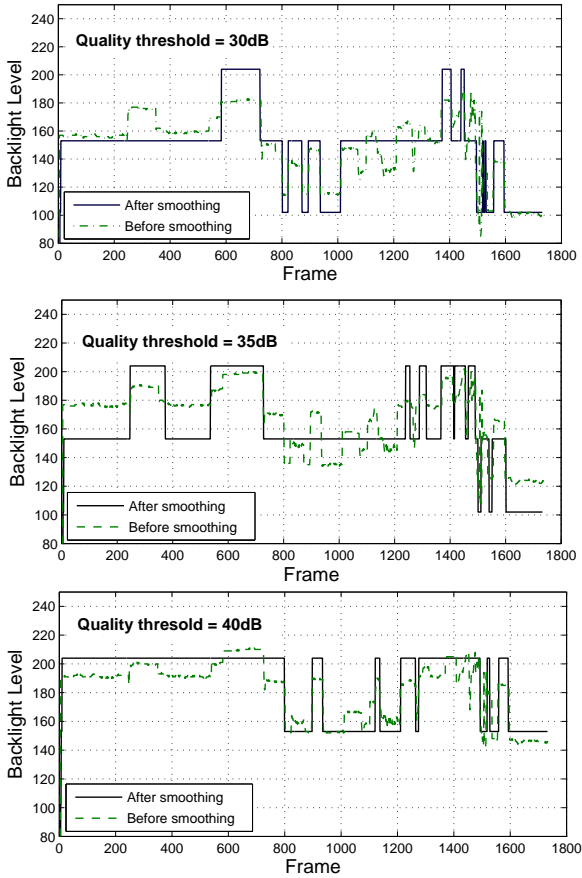 240
220
200
180
160
140
120
100
80
Backlight Level
Quality threshold = 30dB
After smoothing
Before smoothing
0 200 400 600 800 1000 1200 1400 1600 1800
Frame
240
220
200
180
160
140
120
100
80
Backlight Level
Quality threshold = 35dB
After smoothing
Before smoothing
0 200 400 600 800 1000 1200 1400 1600 1800
Frame
240
220
200
180
160
140
120
100
80
Backlight Level
Quality thresold = 40dB
After smoothing
Before smoothing
0 200 400 600 800 1000 1200 1400 1600 1800
Frame